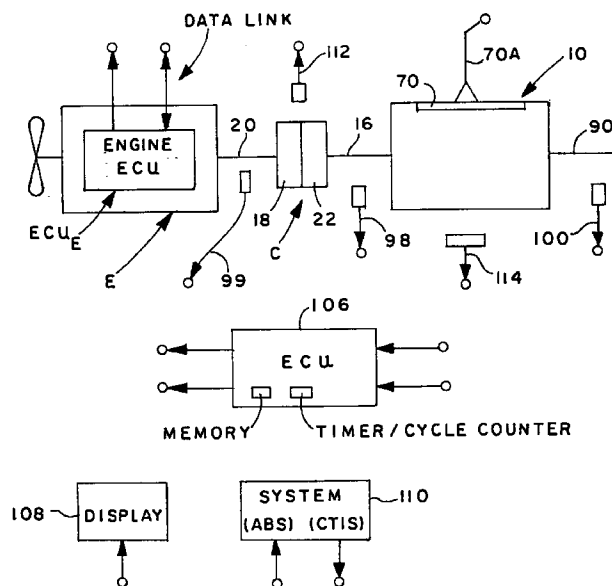 DATA LINK
112
70A
10
70
20
16
90
ENGINE
ECU
18
22
ECU E
E
C
99
98
100
114
106
ECU
MEMORY
TIMER/CYCLE COUNTER
108
DISPLAY
SYSTEM
(ABS) (CTIS)
110